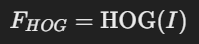 F_{HOG} = HOG(I)